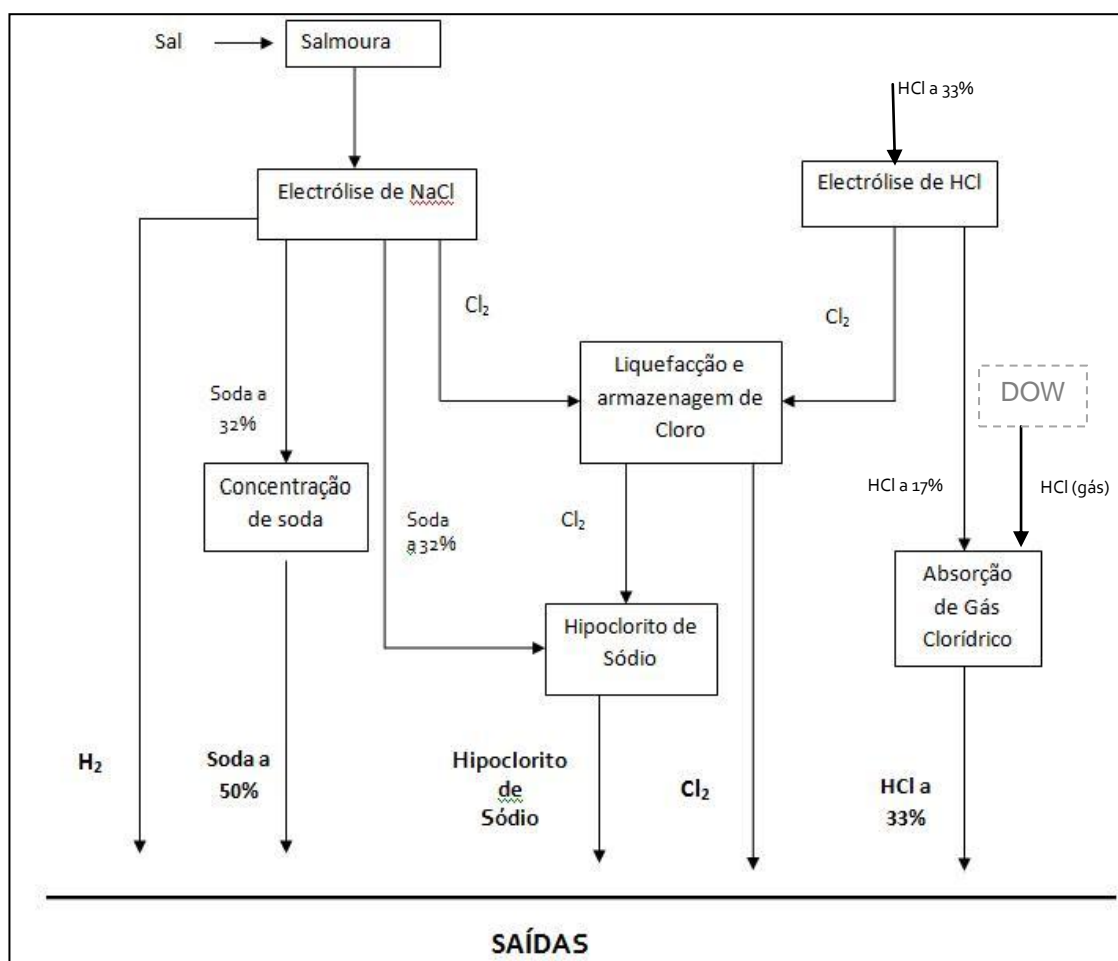 Sal
Salmoura
HCl a 33%
Electrólise de NaCl
Electrólise de HCl
Cl₂
Cl₂
Liquefacção e
armazenagem de
Cloro
DOW
Soda a
32%
HCl a 17%
HCl (gás)
Concentração
de soda
Soda
a 32%
Cl₂
Absorção
de Gás
Clorídrico
Hipoclorito de
Sódio
H₂
Soda a
50%
Hipoclorito
de
Sódio
Cl₂
HCl a
33%
SAÍDAS